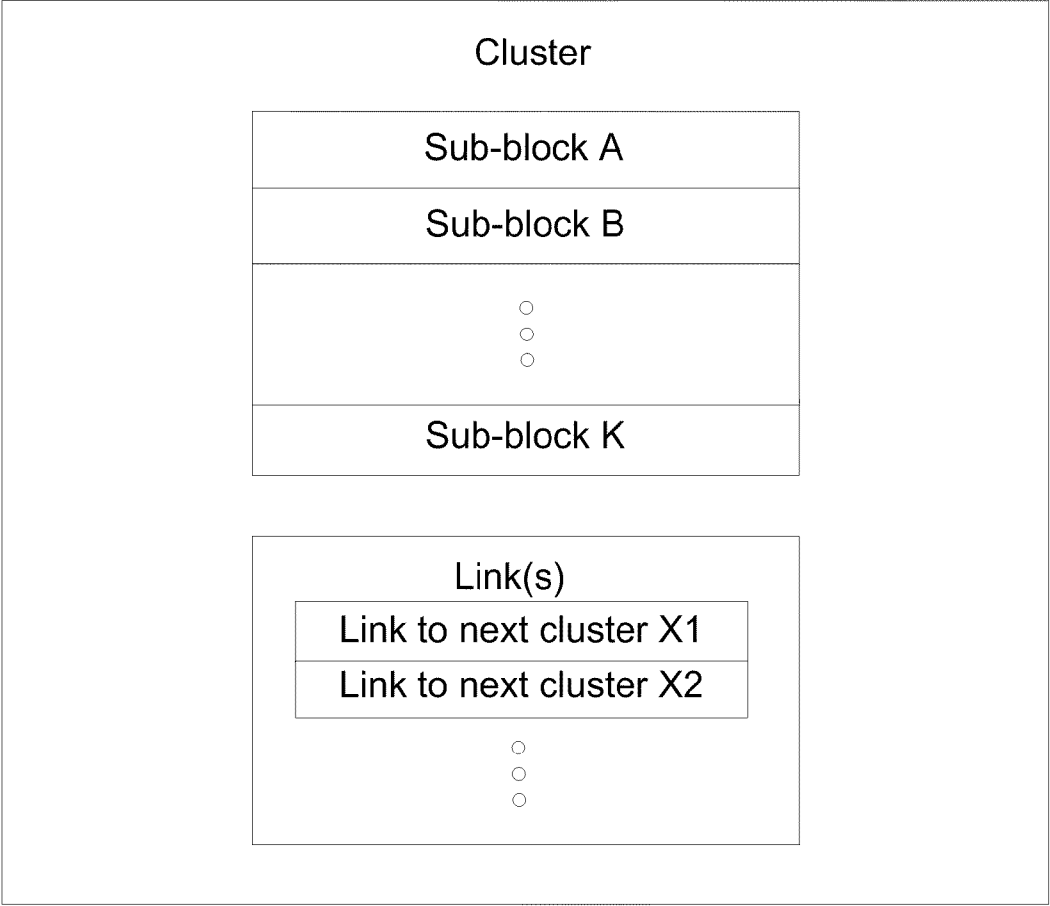 Cluster
Sub-block A
Sub-block B
Sub-block K
Link(s)
Link to next cluster X1
Link to next cluster X2